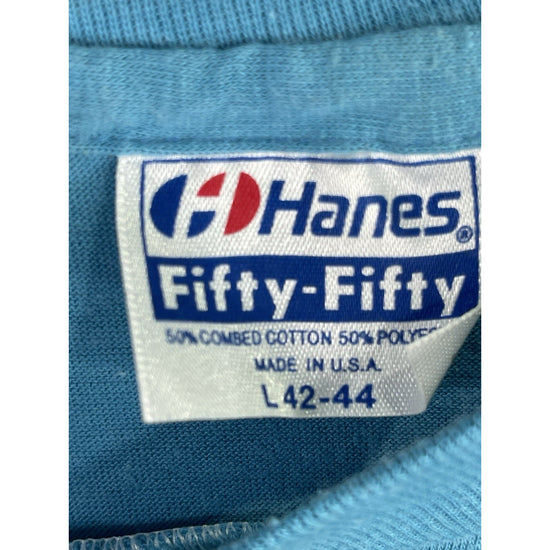 Hanes®
Fifty-Fifty
50% COMBED COTTON 50%
MADE IN U.S.A.
L 42-44